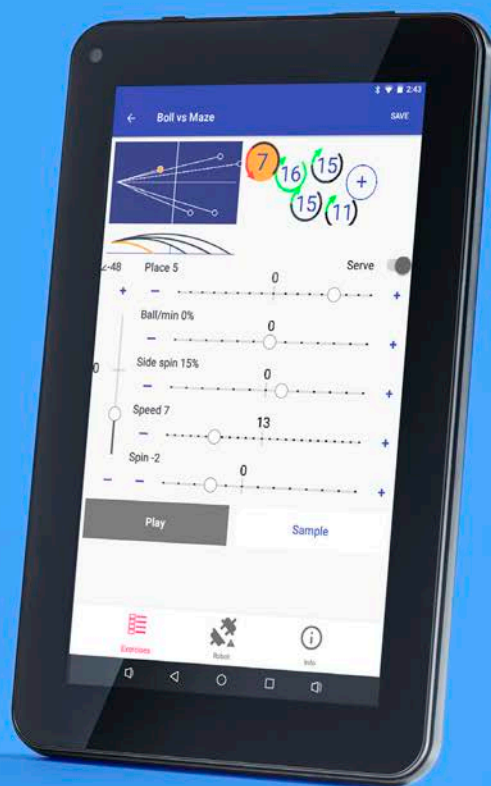 2:43
Boll vs Maze
SAVE
7
16
15
+
15
11
∠-48
Place 5
Serve
0
+
−
+
Ball/min 0%
0
−
+
0
Side spin 15%
0
−
+
Speed 7
13
−
+
Spin -2
0
− −
+
Play
Sample
Exercises
Robot
Info